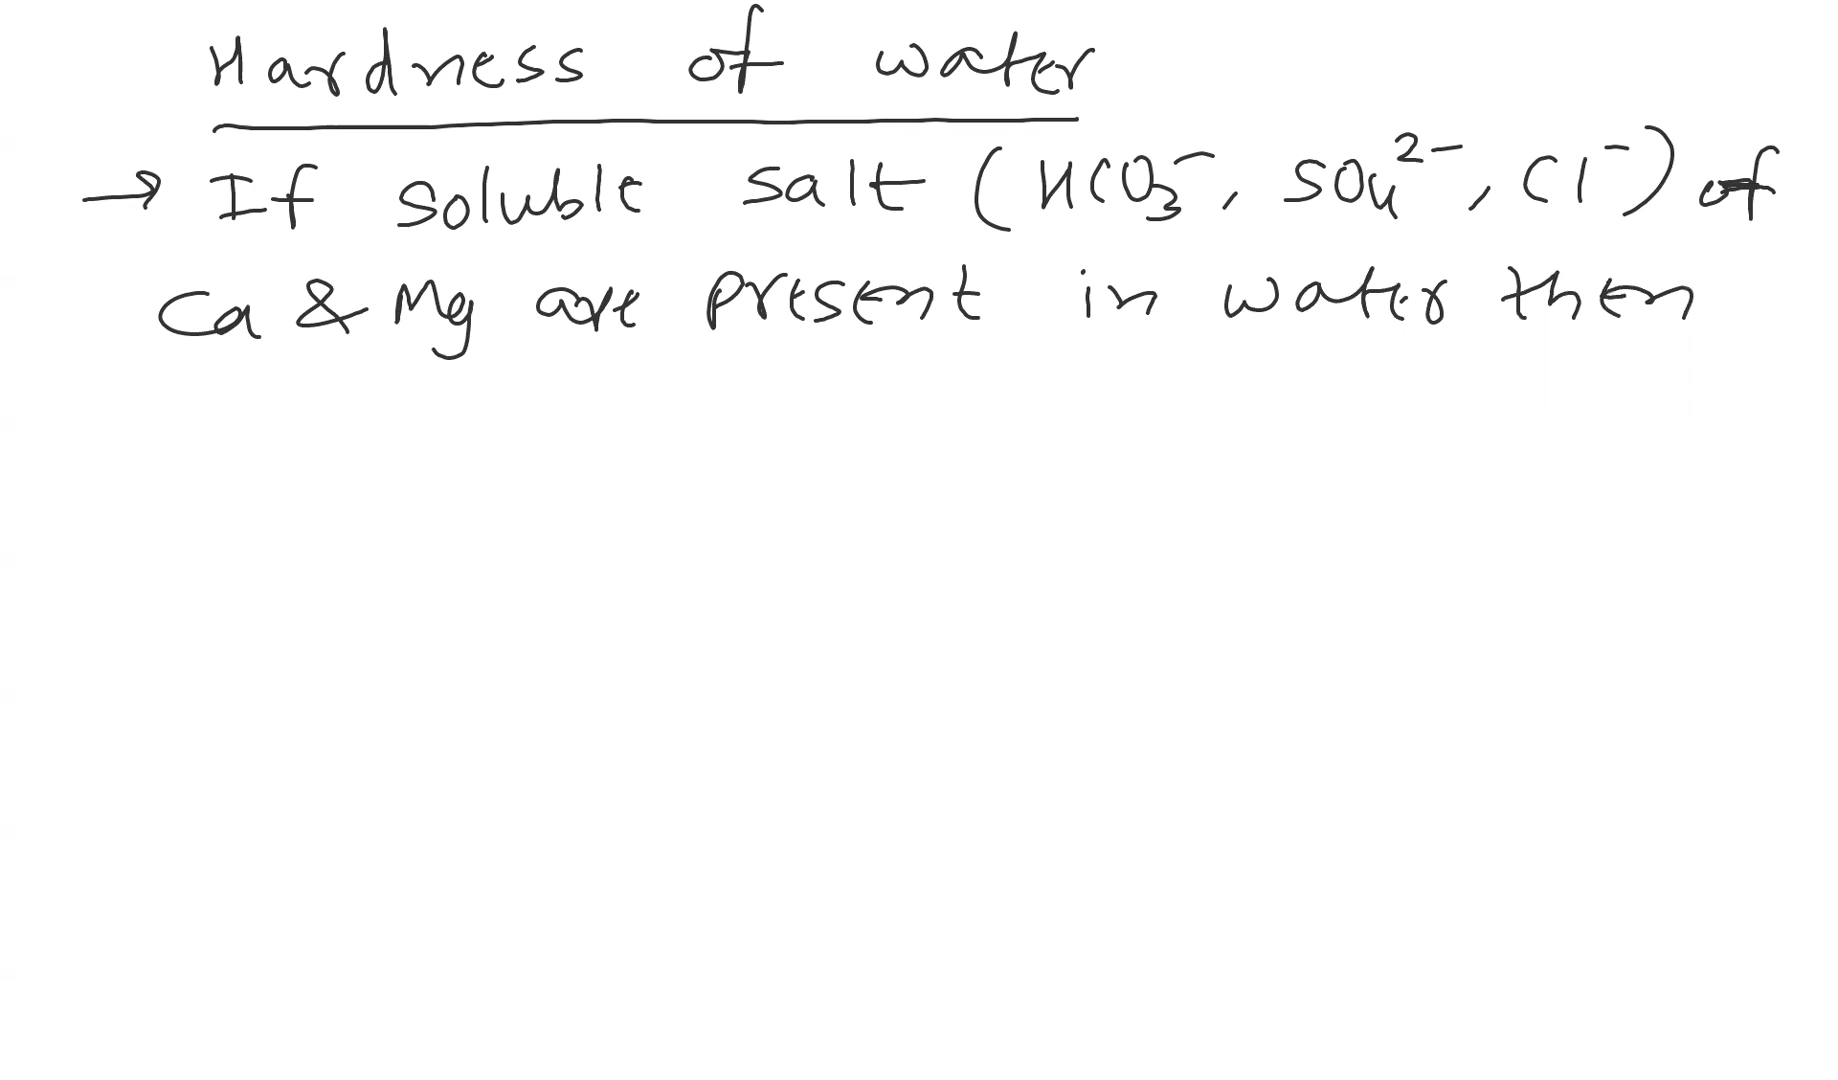 Hardness of water
→ If soluble salt (HCO₃⁻, SO₄²⁻, Cl⁻) of
Ca & Mg are present in water then